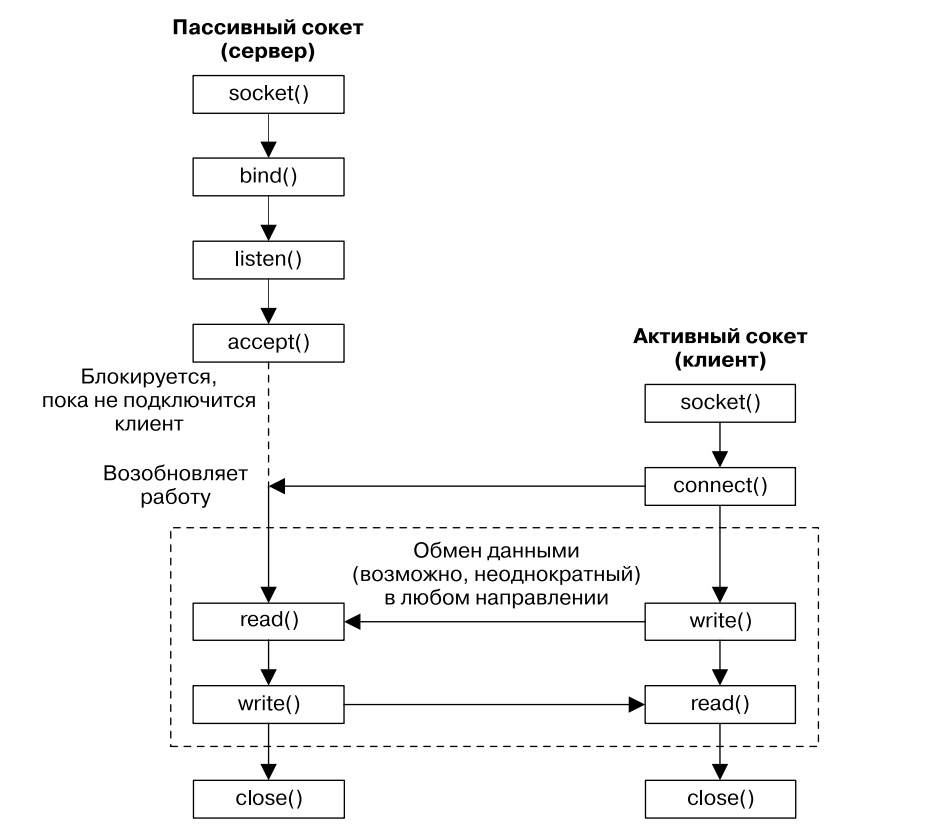 Пассивный сокет
(сервер)
socket()
bind()
listen()
accept()
Блокируется,
пока не подключится
клиент
Возобновляет
работу
Активный сокет
(клиент)
socket()
connect()
Обмен данными
(возможно, неоднократный)
в любом направлении
read()
write()
write()
read()
close()
close()